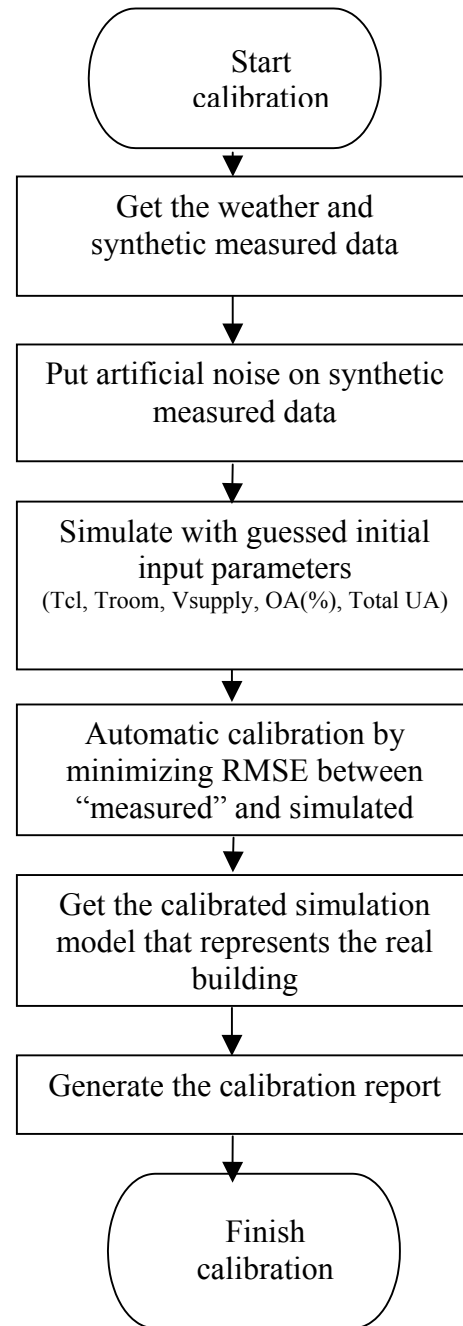 Start
calibration
Get the weather and
synthetic measured data
Put artificial noise on synthetic
measured data
Simulate with guessed initial
input parameters
(Tcl, Troom, Vsupply, OA(%), Total UA)
Automatic calibration by
minimizing RMSE between
“measured” and simulated
Get the calibrated simulation
model that represents the real
building
Generate the calibration report
Finish
calibration